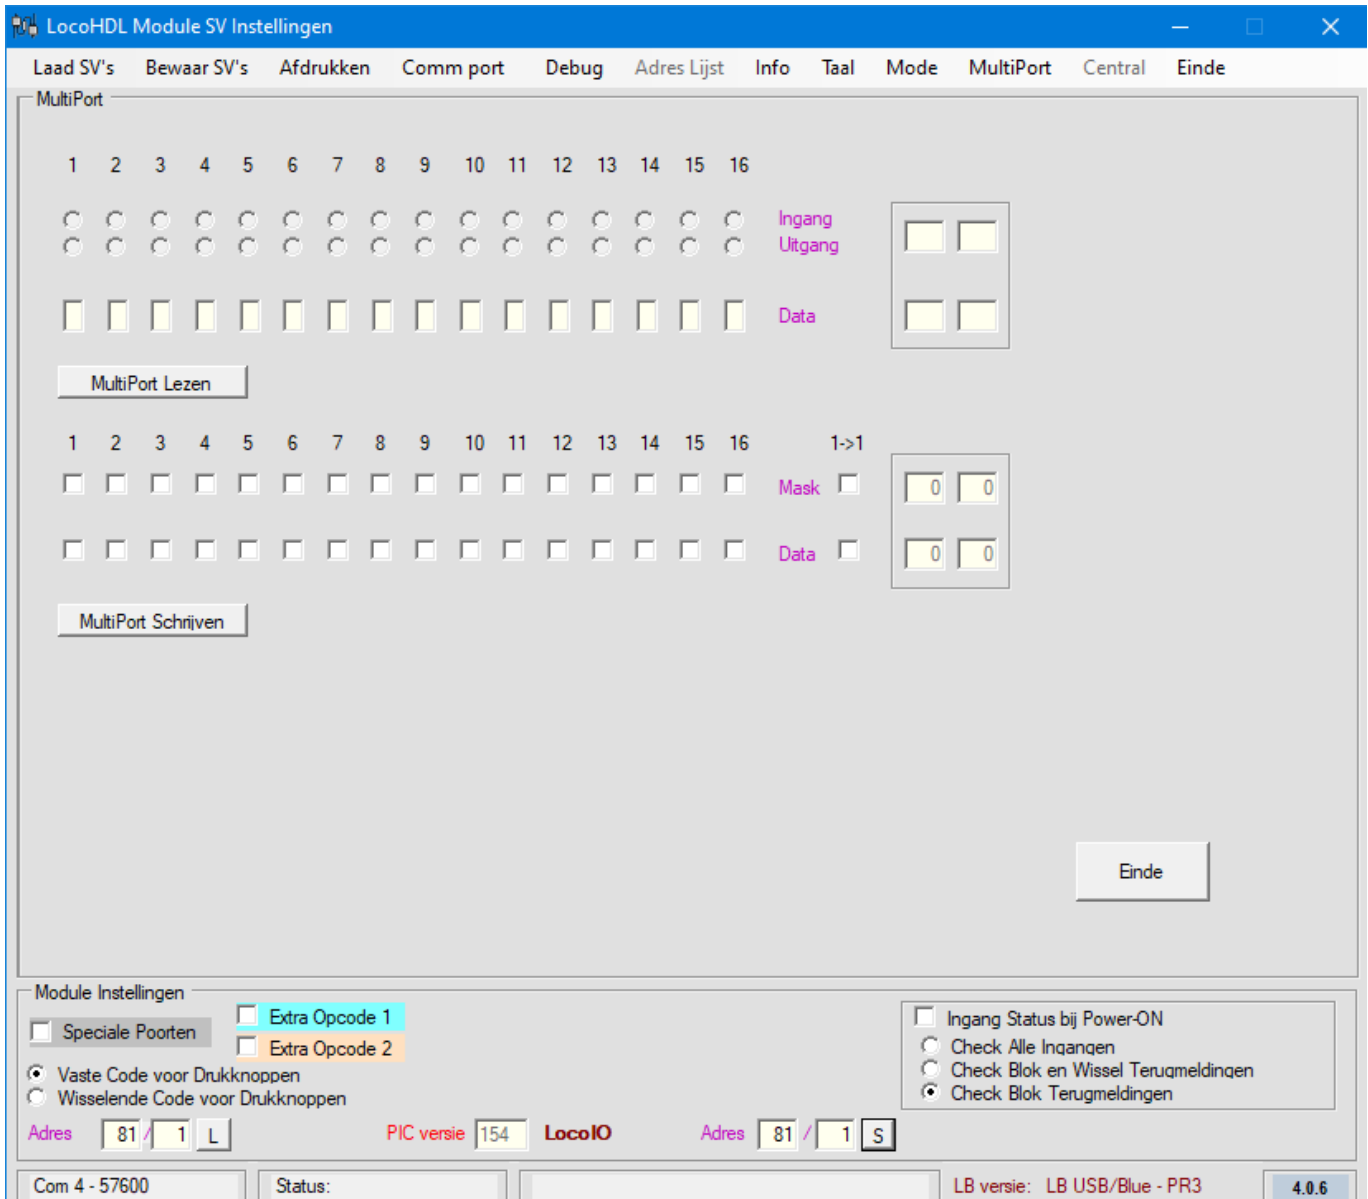 LocoHDL Module SV Instellingen
Laad SV's Bewaar SV's Afdrukken Comm port Debug Adres Lijst Info Taal Mode MultiPort Central Einde
MultiPort
1 2 3 4 5 6 7 8 9 10 11 12 13 14 15 16
Ingang
Uitgang
Data
MultiPort Lezen
1 2 3 4 5 6 7 8 9 10 11 12 13 14 15 16 1->1
Mask 0 0
Data 0 0
MultiPort Schrijven
Einde
Module Instellingen
Speciale Poorten
Extra Opcode 1
Extra Opcode 2
Vaste Code voor Drukknoppen
Wisselende Code voor Drukknoppen
Ingang Status bij Power-ON
Check Alle Ingangen
Check Blok en Wissel Terugmeldingen
Check Blok Terugmeldingen
Adres 81 / 1 L PIC versie 154 LocoIO Adres 81 / 1 S
Com 4 - 57600 Status: LB versie: LB USB/Blue - PR3 4.0.6